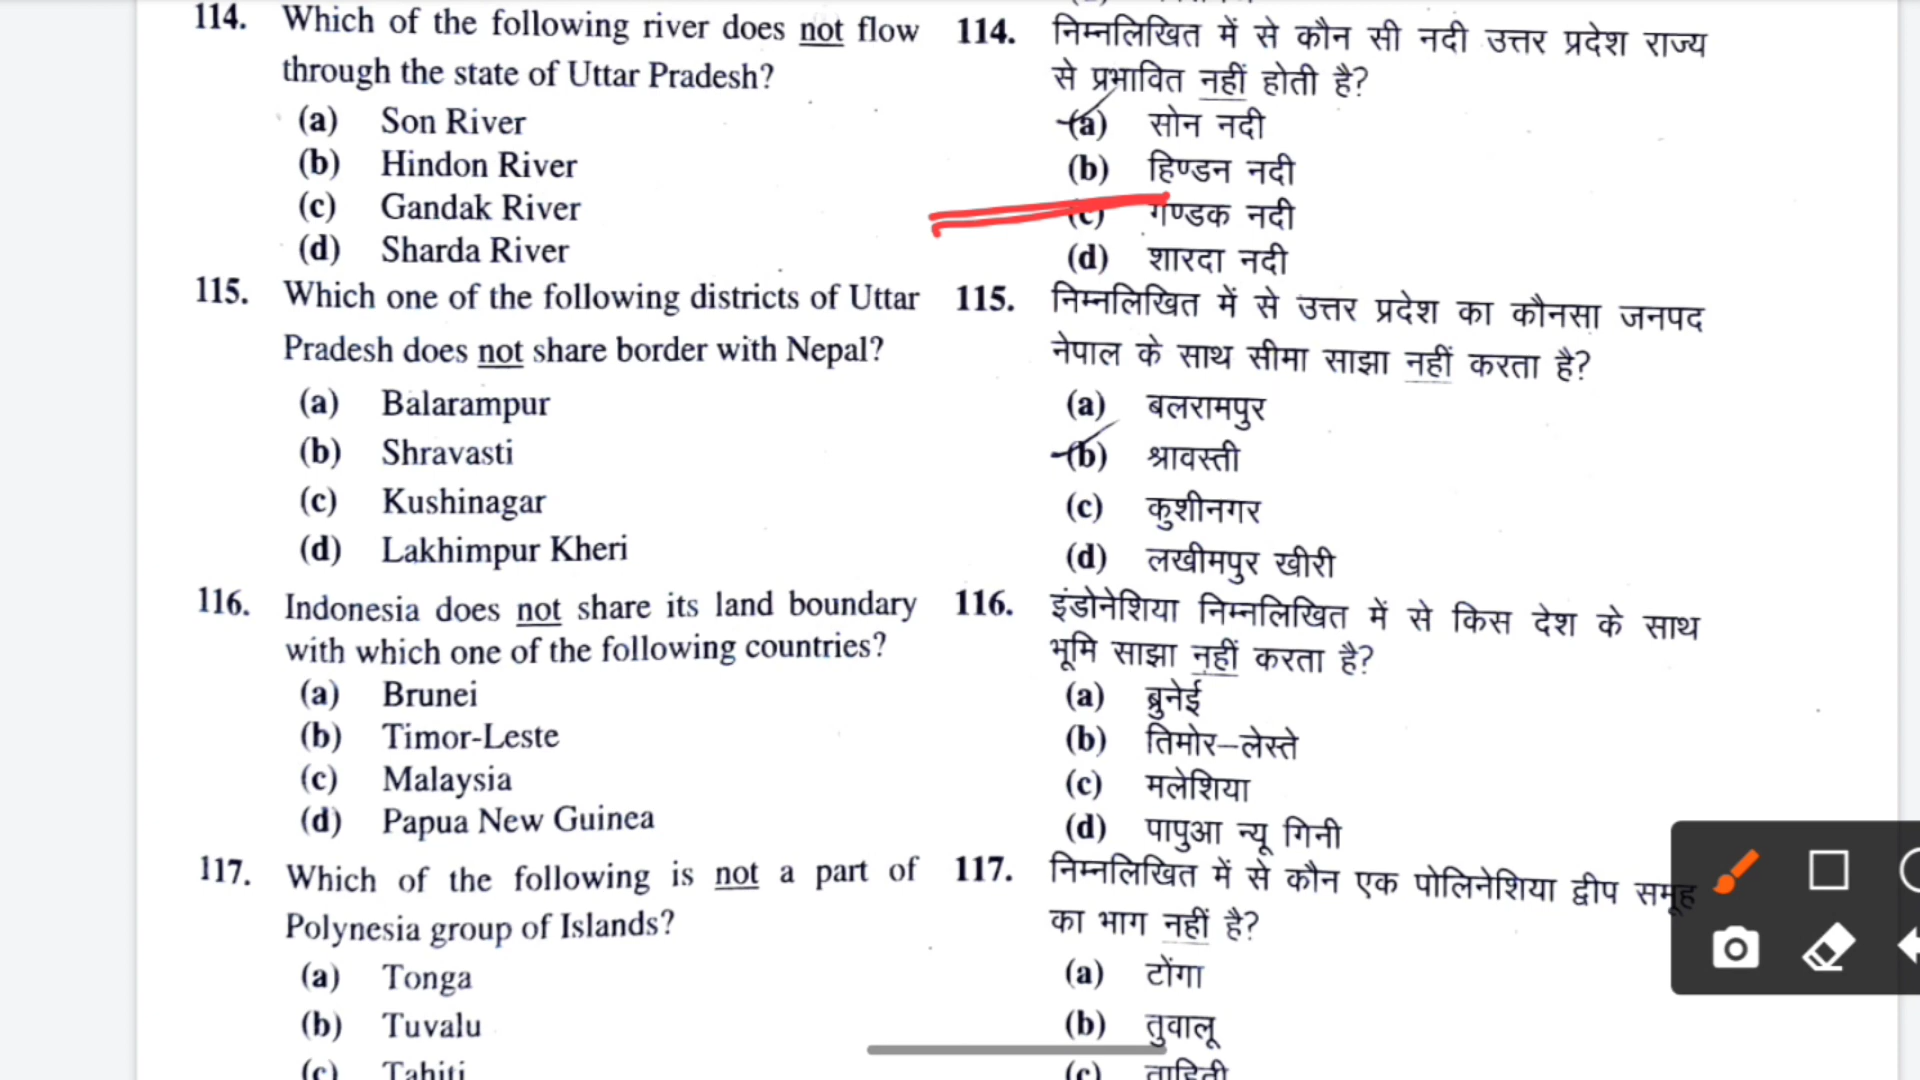 114. Which of the following river does not flow
through the state of Uttar Pradesh?
(a) Son River
(b) Hindon River
(c) Gandak River
(d) Sharda River
115. Which one of the following districts of Uttar
Pradesh does not share border with Nepal?
(a) Balarampur
(b) Shravasti
(c) Kushinagar
(d) Lakhimpur Kheri
116. Indonesia does not share its land boundary
with which one of the following countries?
(a) Brunei
(b) Timor-Leste
(c) Malaysia
(d) Papua New Guinea
117. Which of the following is not a part of
Polynesia group of Islands?
(a) Tonga
(b) Tuvalu
(c) Tahiti
114. निम्नलिखित में से कौन सी नदी उत्तर प्रदेश राज्य
से प्रभावित नहीं होती है?
(a) सोन नदी
(b) हिण्डन नदी
(c) गण्डक नदी
(d) शारदा नदी
115. निम्नलिखित में से उत्तर प्रदेश का कौनसा जनपद
नेपाल के साथ सीमा साझा नहीं करता है?
(a) बलरामपुर
(b) श्रावस्ती
(c) कुशीनगर
(d) लखीमपुर खीरी
116. इंडोनेशिया निम्नलिखित में से किस देश के साथ
भूमि साझा नहीं करता है?
(a) ब्रुनेई
(b) तिमोर–लेस्ते
(c) मलेशिया
(d) पापुआ न्यू गिनी
117. निम्नलिखित में से कौन एक पोलिनेशिया द्वीप समूह
का भाग नहीं है?
(a) टोंगा
(b) तुवालू
(c) ताहिती